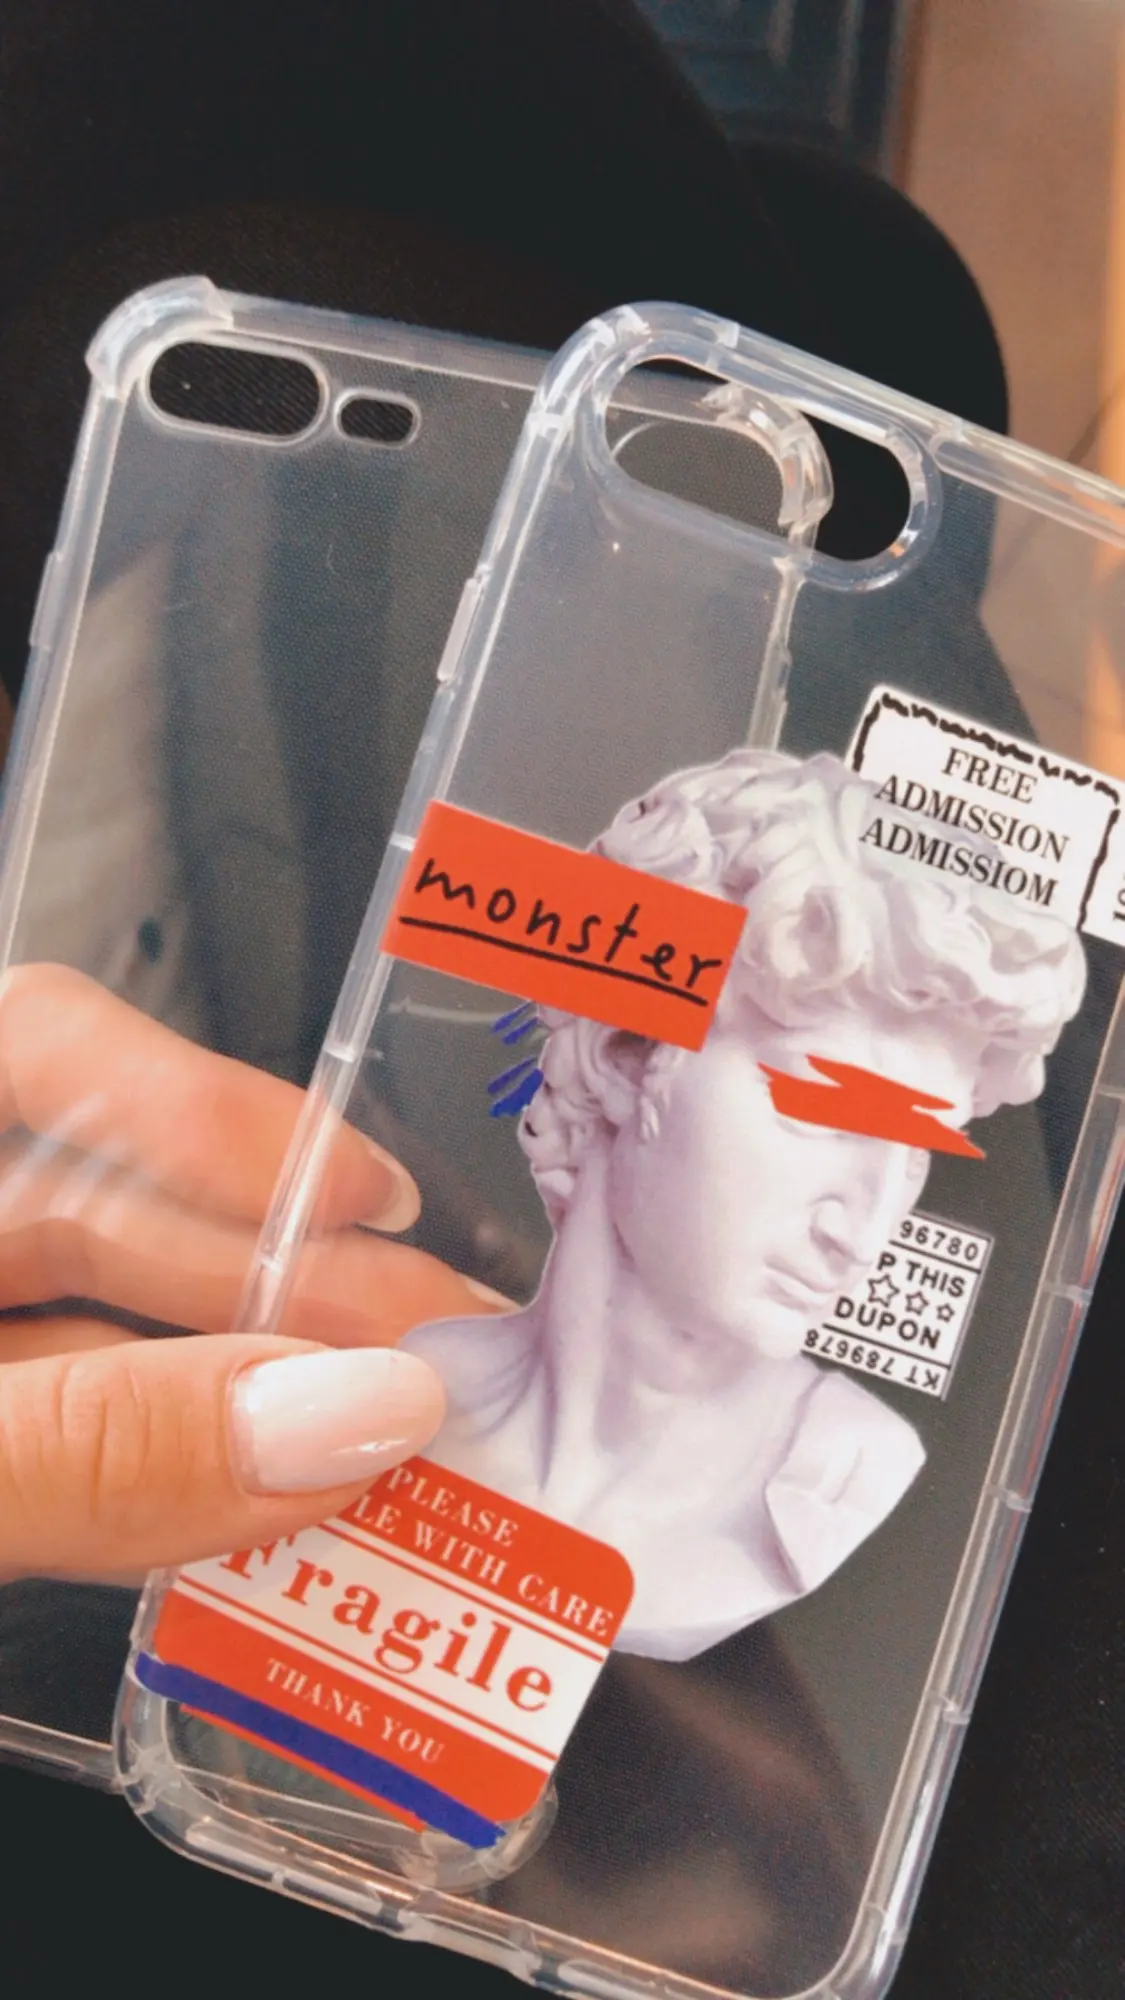 FREE
ADMISSION
ADMISSIOM
monster
96780
P THIS
DUPON
KT 789678
PLEASE
LE WITH CARE
Fragile
THANK YOU